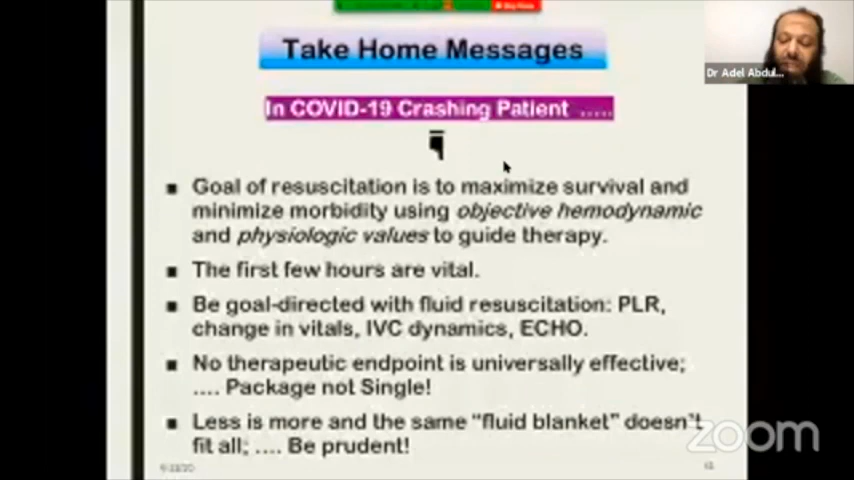 Take Home Messages
Dr Adel Abdul...
In COVID-19 Crashing Patient .....
■ Goal of resuscitation is to maximize survival and
minimize morbidity using objective hemodynamic
and physiologic values to guide therapy.
■ The first few hours are vital.
■ Be goal-directed with fluid resuscitation: PLR,
change in vitals, IVC dynamics, ECHO.
■ No therapeutic endpoint is universally effective;
.... Package not Single!
■ Less is more and the same “fluid blanket” doesn’t
fit all; .... Be prudent!
zoom